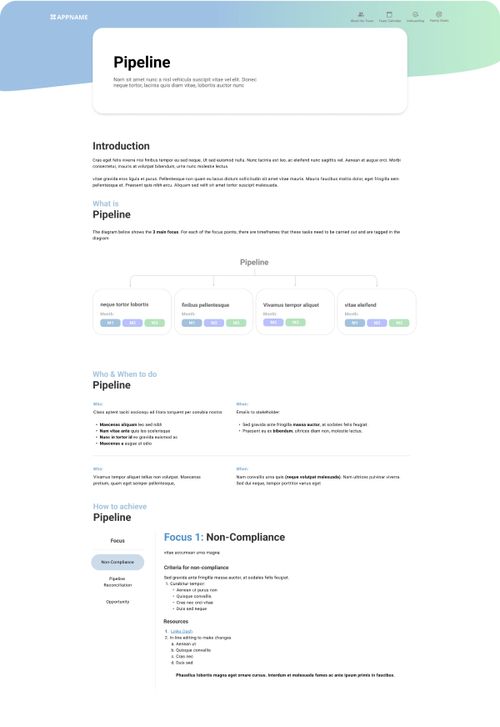 APPNAME
Meet the Team
Team Calendar
Onboarding
Pipeline
Nam sit amet nunc a nisl vehicula suscipit vitae vel elit. Donec
neque tortor, lacinia quis diam vitae, lobortis auctor nunc
Introduction
Cras eget felis viverra nisi finibus tempor eu sed neque. Ut sed euismod nulla. Nunc lacinia est leo, ac eleifend nunc sagittis vel. Aenean et augue orci. Morbi
consectetur, mauris at volutpat bibendum, urna nunc molestie lectus.
vitae gravida eros ligula et purus. Pellentesque non quam eu lacus dictum sollicitudin sit amet vitae mauris. Mauris faucibus mattis dolor, eget fringilla sem
pellentesque et. Praesent quis nibh arcu. Aliquam sed velit sit amet tortor suscipit malesuada.
What is
Pipeline
The diagram below shows the 3 main focus. For each of the focus points, there are timeframes that these tasks need to be carried out and are tagged in the
diagram
Pipeline
neque tortor lobortis
Month:
M1 M2 M3
finibus pellentesque
Month:
M1 M2 M3
Vivamus tempor aliquet
Month:
M2 M3
vitae eleifend
Month:
M1 M2 M3
Who & When to do
Pipeline
Who:
Class aptent taciti sociosqu ad litora torquent per conubia nostra
• Maecenas aliquam leo sed nibh
• Nam vitae ante quis leo scelerisque
• Nunc in tortor id ex gravida euismod ac
• Maecenas a augue ut odio
When:
Emails to stakeholder:
• Sed gravida ante fringilla massa auctor, et sodales felis feugiat.
• Praesent eu ex bibendum, ultrices diam non, molestie lectus.
Who:
Vivamus tempor aliquet tellus non volutpat. Maecenas
pretium, quam eget semper pellentesque,
When:
Nam convallis urna quis (neque volutpat malesuada). Nam ultrices pulvinar viverra.
Sed dui neque, tempor porttitor varius eget
How to achieve
Pipeline
Focus
Non-Compliance
Pipeline
Reconciliation
Opportunity
Focus 1: Non-Compliance
vitae accumsan urna magna
Criteria for non-compliance
Sed gravida ante fringilla massa auctor, et sodales felis feugiat.
1. Curabitur tempor:
• Aenean ut purus non
• Quisque convallis
• Cras nec orci vitae
• Duis sed neque
Resources
1. Links Dash
2. In line editing to make changes
a. Aenean ut
b. Quisque convallis
c. Cras nec
d. Duis sed
Phasellus lobortis magna eget ornare cursus. Interdum et malesuada fames ac ante ipsum primis in faucibus.